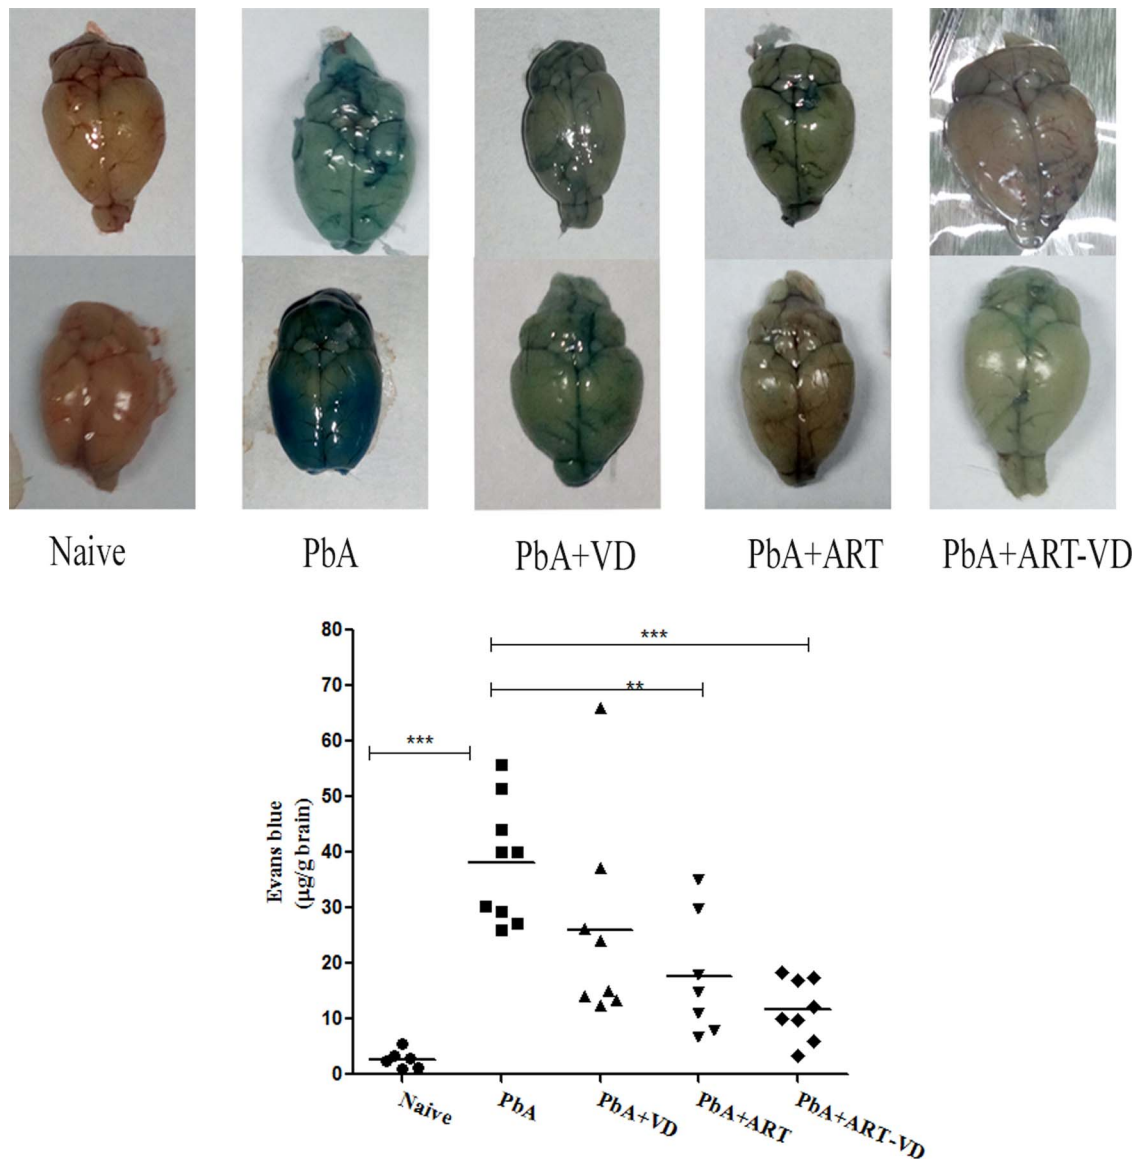 Naive
PbA
PbA+VD
PbA+ART
PbA+ART-VD
***
**
***
Evans blue
(μg/g brain)
80
70
60
50
40
30
20
10
0
Naive
PbA
PbA+VD
PbA+ART
PbA+ART-VD